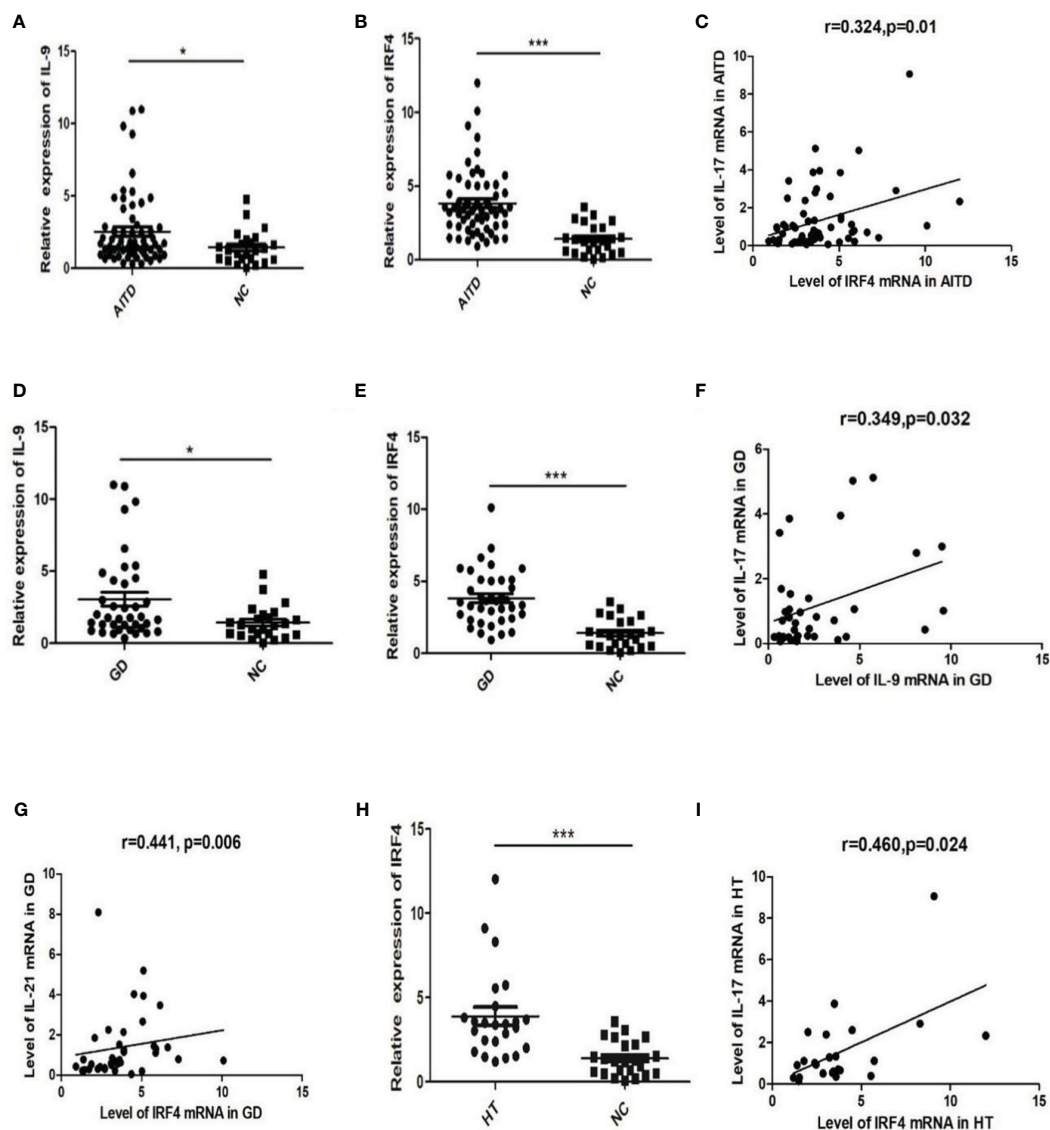 A
Relative expression of IL-9
15
*
10
5
0
AITD
NC
B
Relative expression of IRF4
15
***
10
5
0
AITD
NC
C
r=0.324,p=0.01
Level of IL-17 mRNA in AITD
10
8
6
4
2
0
0
5
10
15
Level of IRF4 mRNA in AITD
D
Relative expression of IL-9
15
*
10
5
0
GD
NC
E
Relative expression of IRF4
15
***
10
5
0
GD
NC
F
r=0.349,p=0.032
Level of IL-17 mRNA in GD
6
4
2
0
0
5
10
15
Level of IL-9 mRNA in GD
G
r=0.441, p=0.006
Level of IL-21 mRNA in GD
10
8
6
4
2
0
0
5
10
15
Level of IRF4 mRNA in GD
H
Relative expression of IRF4
15
***
10
5
0
HT
NC
I
r=0.460,p=0.024
Level of IL-17 mRNA in HT
10
8
6
4
2
0
0
5
10
15
Level of IRF4 mRNA in HT